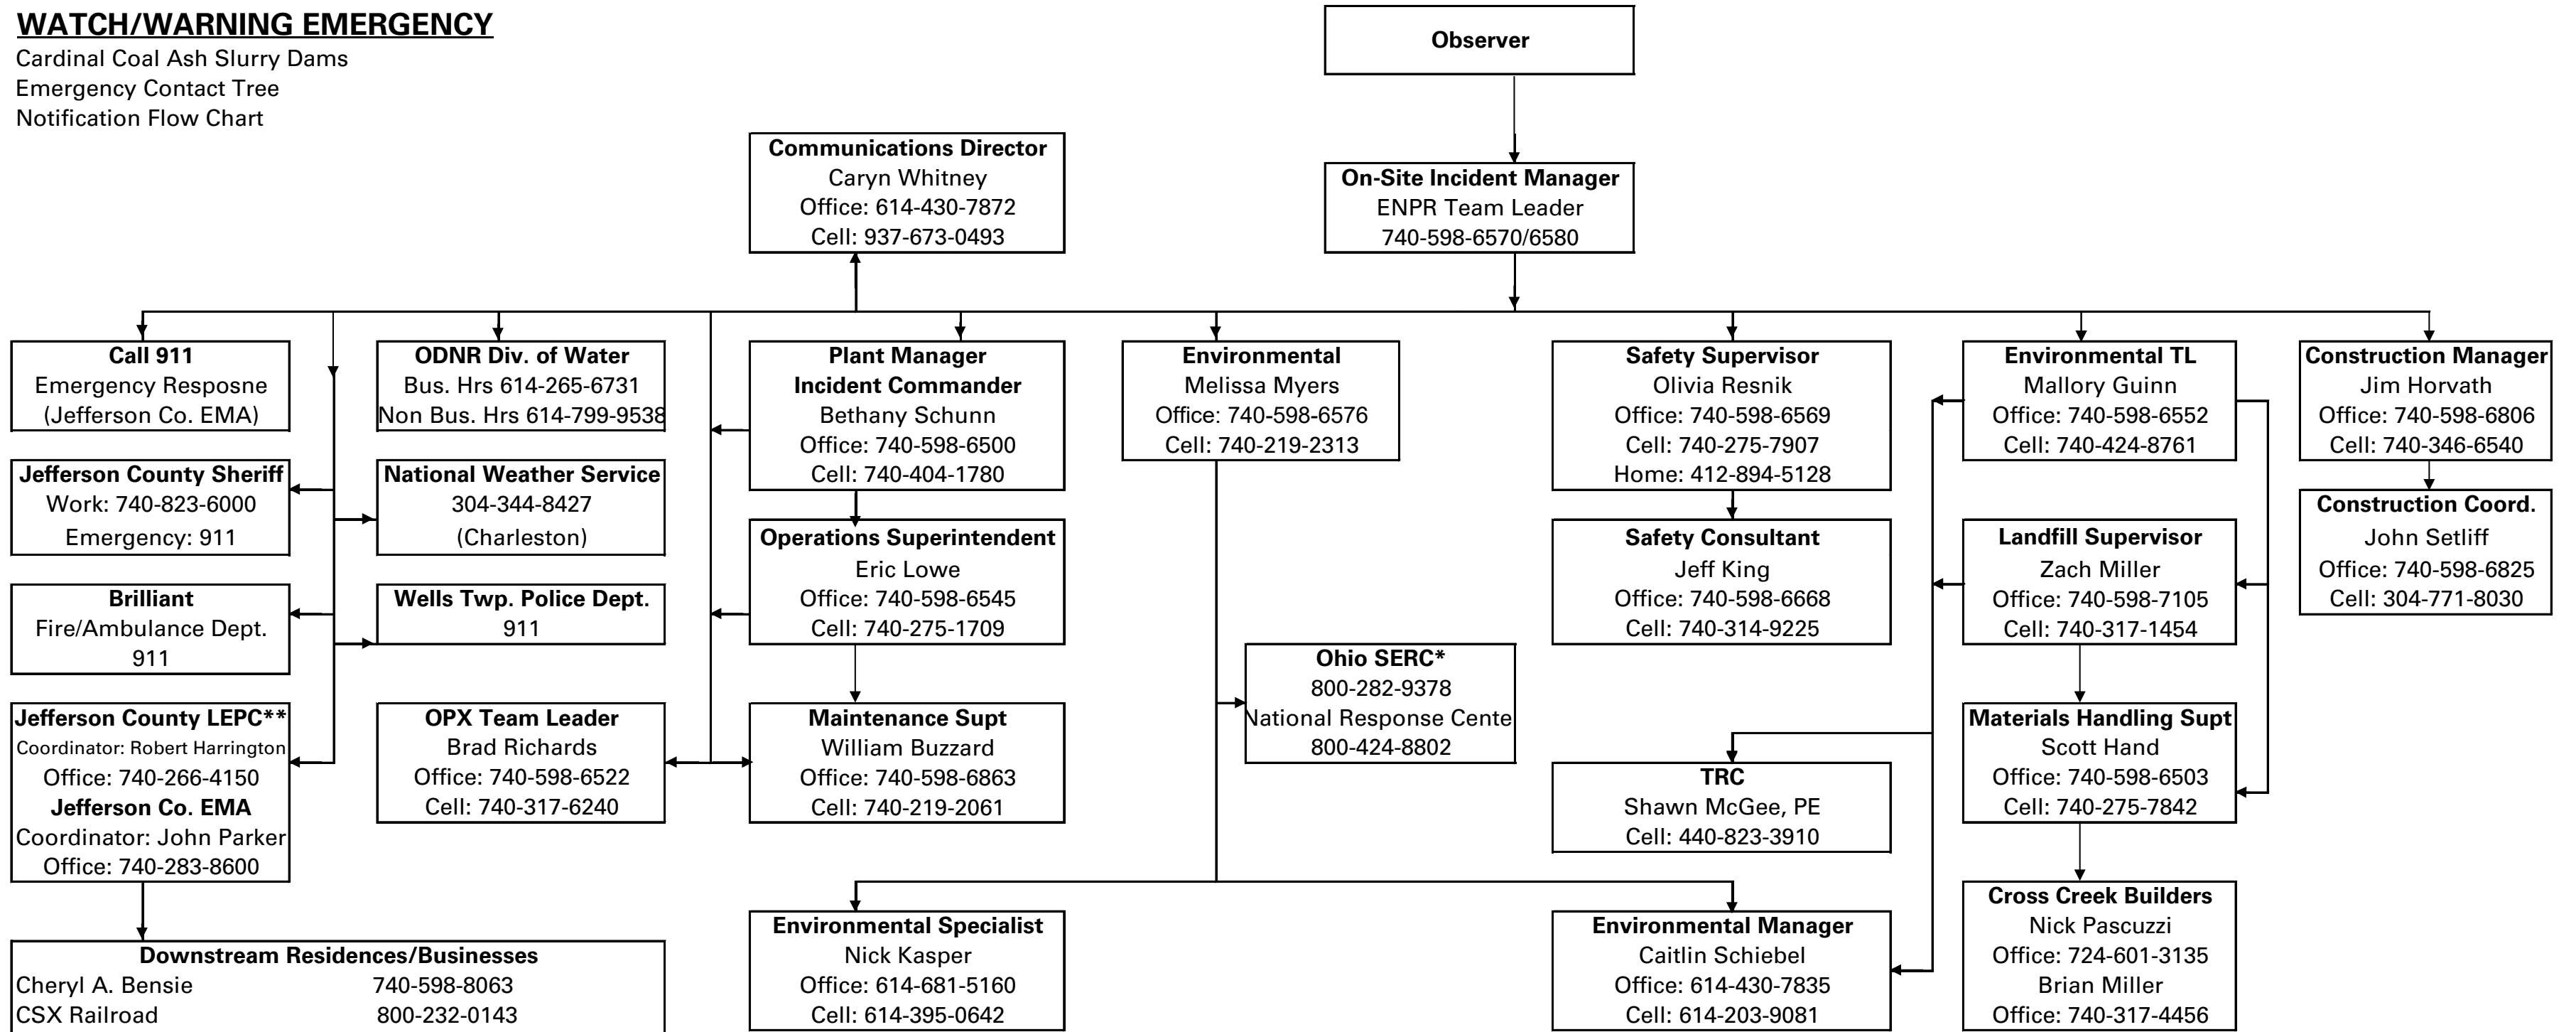 WATCH/WARNING EMERGENCY
Cardinal Coal Ash Slurry Dams
Emergency Contact Tree
Notification Flow Chart
Observer
Communications Director
Caryn Whitney
Office: 614-430-7872
Cell: 937-673-0493
On-Site Incident Manager
ENPR Team Leader
740-598-6570/6580
Call 911
Emergency Resposne
(Jefferson Co. EMA)
ODNR Div. of Water
Bus. Hrs 614-265-6731
Non Bus. Hrs 614-799-9538
Plant Manager
Incident Commander
Bethany Schunn
Office: 740-598-6500
Cell: 740-404-1780
Environmental
Melissa Myers
Office: 740-598-6576
Cell: 740-219-2313
Safety Supervisor
Olivia Resnik
Office: 740-598-6569
Cell: 740-275-7907
Home: 412-894-5128
Environmental TL
Mallory Guinn
Office: 740-598-6552
Cell: 740-424-8761
Construction Manager
Jim Horvath
Office: 740-598-6806
Cell: 740-346-6540
Jefferson County Sheriff
Work: 740-823-6000
Emergency: 911
National Weather Service
304-344-8427
(Charleston)
Operations Superintendent
Eric Lowe
Office: 740-598-6545
Cell: 740-275-1709
Safety Consultant
Jeff King
Office: 740-598-6668
Cell: 740-314-9225
Landfill Supervisor
Zach Miller
Office: 740-598-7105
Cell: 740-317-1454
Construction Coord.
John Setliff
Office: 740-598-6825
Cell: 304-771-8030
Brilliant
Fire/Ambulance Dept.
911
Wells Twp. Police Dept.
911
Ohio SERC*
800-282-9378
National Response Cente
800-424-8802
Jefferson County LEPC**
Coordinator: Robert Harrington
Office: 740-266-4150
Jefferson Co. EMA
Coordinator: John Parker
Office: 740-283-8600
OPX Team Leader
Brad Richards
Office: 740-598-6522
Cell: 740-317-6240
Maintenance Supt
William Buzzard
Office: 740-598-6863
Cell: 740-219-2061
TRC
Shawn McGee, PE
Cell: 440-823-3910
Materials Handling Supt
Scott Hand
Office: 740-598-6503
Cell: 740-275-7842
Downstream Residences/Businesses
Cheryl A. Bensie 740-598-8063
CSX Railroad 800-232-0143
Environmental Specialist
Nick Kasper
Office: 614-681-5160
Cell: 614-395-0642
Environmental Manager
Caitlin Schiebel
Office: 614-430-7835
Cell: 614-203-9081
Cross Creek Builders
Nick Pascuzzi
Office: 724-601-3135
Brian Miller
Office: 740-317-4456